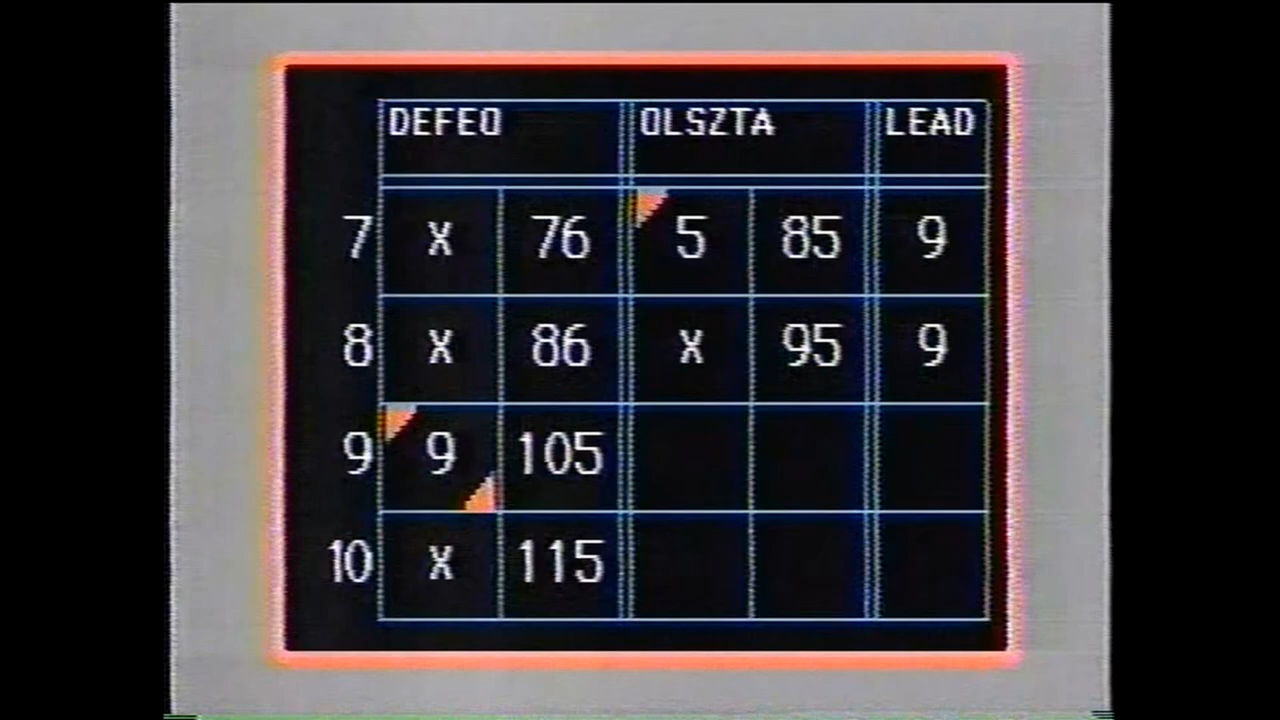 DEFEO OLSZTA LEAD
7 X 76 5 85 9
8 X 86 X 95 9
9 9 105
10 X 115